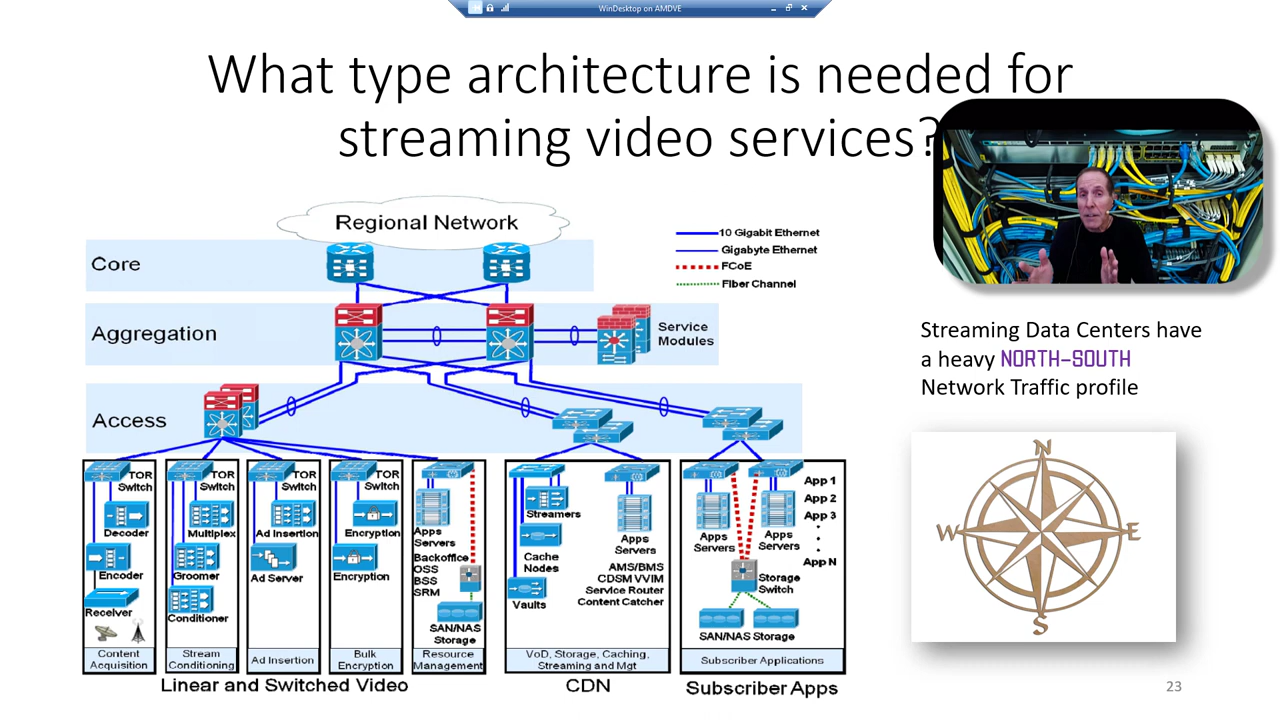 WinDesktop on AMDVE
What type architecture is needed for
streaming video services?
Regional Network
Core
Aggregation
Service
Modules
Access
10 Gigabit Ethernet
Gigabyte Ethernet
FCoE
Fiber Channel
Streaming Data Centers have
a heavy NORTH-SOUTH
Network Traffic profile
N
W
E
S
TOR
Switch
Decoder
Encoder
Receiver
Content
Acquisition
TOR
Switch
Multiplex
Groomer
Conditioner
Stream
Conditioning
TOR
Switch
Ad Insertion
Ad Server
Ad Insertion
TOR
Switch
Encryption
Encryption
Bulk
Encryption
Apps
Servers
Backoffice
OSS
BSS
SRM
SAN/NAS
Storage
Resource
Management
Linear and Switched Video
Streamers
Cache
Nodes
Vaults
Apps
Servers
AMS/BMS
CDSM VVIM
Service Router
Content Catcher
VoD, Storage, Caching,
Streaming and Mgt
CDN
Apps
Servers
Apps
Servers
App 1
App 2
App 3
App N
Storage
Switch
SAN/NAS Storage
Subscriber Applications
Subscriber Apps
23